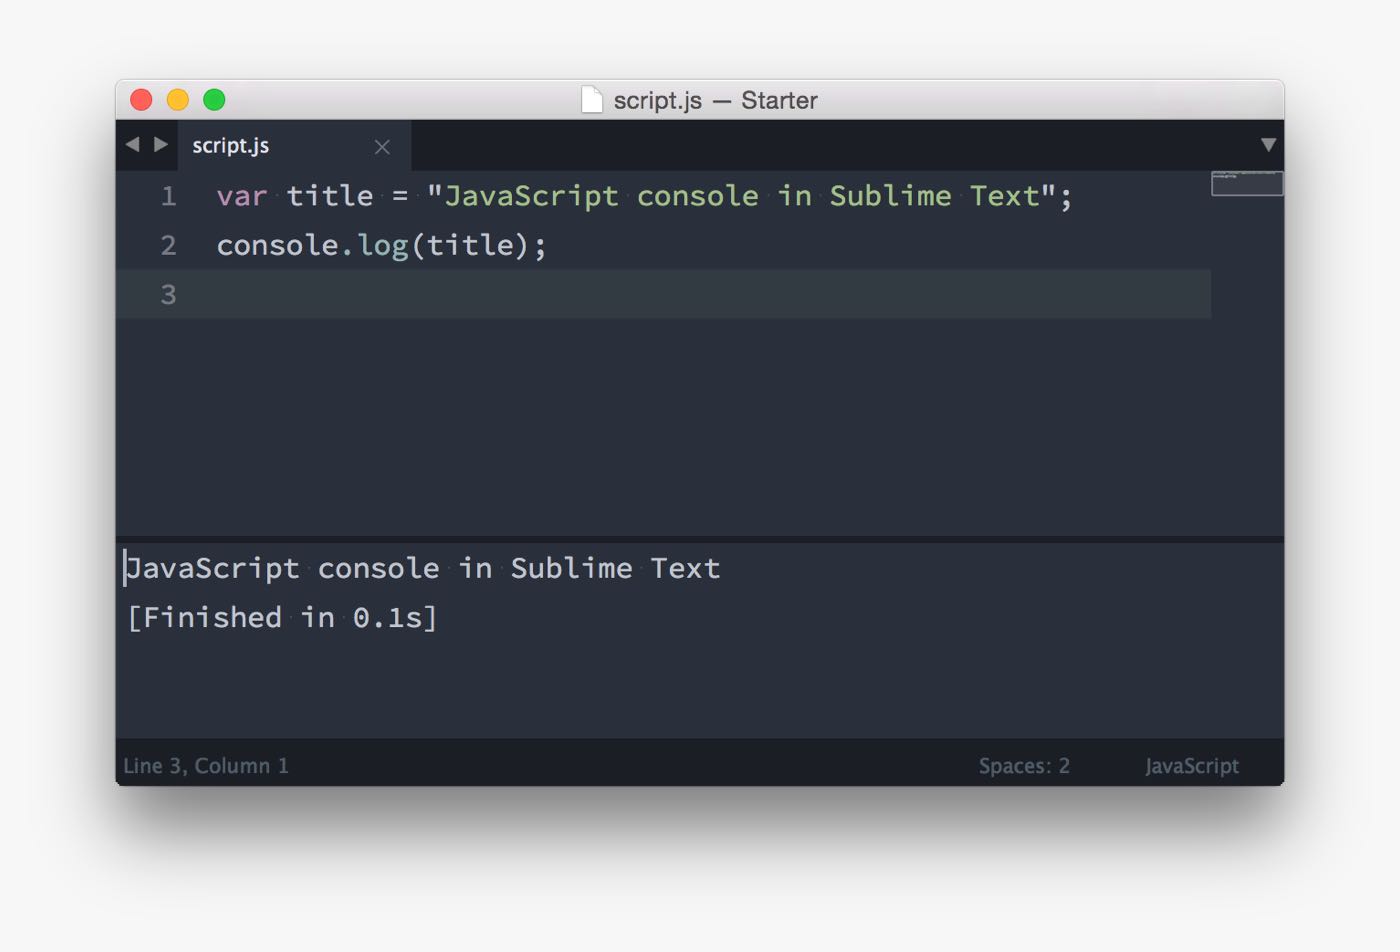 script.js — Starter
script.js
1 var title = "JavaScript console in Sublime Text";
2 console.log(title);
3
JavaScript console in Sublime Text
[Finished in 0.1s]
Line 3, Column 1 Spaces: 2 JavaScript